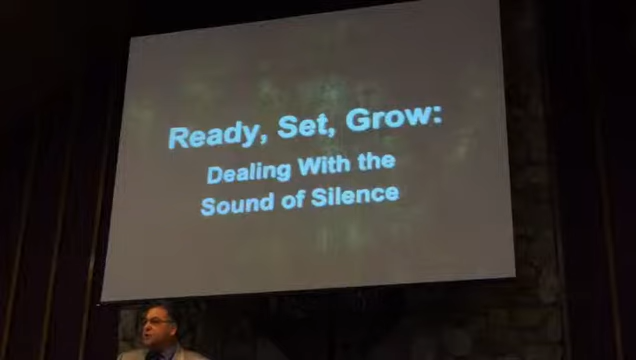 Ready, Set, Grow:
Dealing With the
Sound of Silence